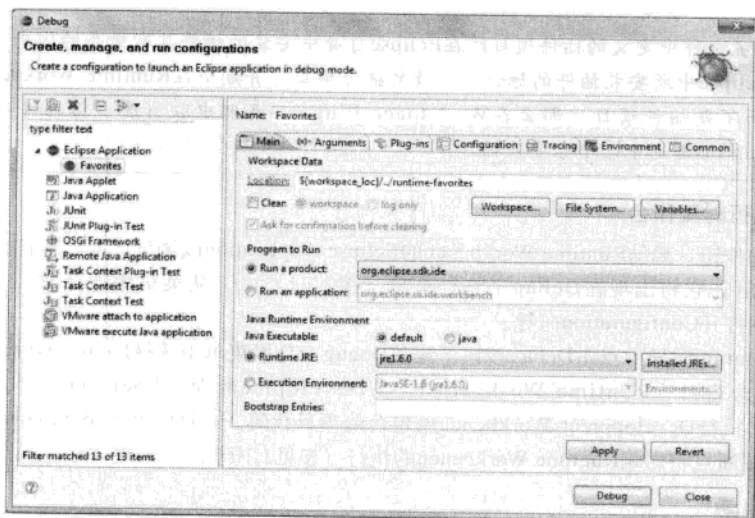 Debug
Create, manage, and run configurations
Create a configuration to launch an Eclipse application in debug mode.
type filter text
Eclipse Application
Favorites
Java Applet
Java Application
JUnit
JUnit Plug-in Test
OSGi Framework
Remote Java Application
Task Context Plug-in Test
Task Context Test
Task Context Test
VMware attach to application
VMware execute Java application
Filter matched 13 of 13 items
Name: Favorites
Main Arguments Plug-ins Configuration Tracing Environment Common
Workspace Data
Location: ${workspace_loc}/../runtime-favorites
Clear: workspace log only Workspace... File System... Variables...
Ask for confirmation before clearing
Program to Run
Run a product: org.eclipse.sdk.ide
Run an application: org.eclipse.ui.ide.workbench
Java Runtime Environment
Java Executable: default java
Runtime JRE: jre1.6.0 Installed JREs...
Execution Environment: JavaSE-1.6 (jre1.6.0) Environments...
Bootstrap Entries:
Apply Revert
Debug Close